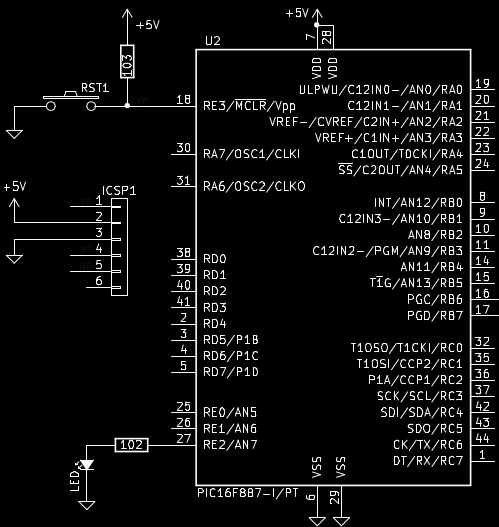 +5V
+5V
103
U2
7
28
VDD
VDD
RST1
18
RE3/MCLR/Vpp
30
RA7/OSC1/CLKI
31
RA6/OSC2/CLKO
+5V
ICSP1
1
2
3
4
5
6
38
RD0
39
RD1
40
RD2
41
RD3
2
RD4
3
RD5/P1B
4
RD6/P1C
5
RD7/P1D
25
RE0/AN5
26
RE1/AN6
27
RE2/AN7
102
LED
ULPWU/C12IN0-/AN0/RA0
19
C12IN1-/AN1/RA1
20
VREF-/CVREF/C2IN+/AN2/RA2
21
VREF+/C1IN+/AN3/RA3
22
C1OUT/T0CKI/RA4
23
SS/C2OUT/AN4/RA5
24
INT/AN12/RB0
8
C12IN3-/AN10/RB1
9
AN8/RB2
10
C12IN2-/PGM/AN9/RB3
11
AN11/RB4
14
T1G/AN13/RB5
15
PGC/RB6
16
PGD/RB7
17
T1OSO/T1CKI/RC0
32
T1OSI/CCP2/RC1
35
P1A/CCP1/RC2
36
SCK/SCL/RC3
37
SDI/SDA/RC4
42
SDO/RC5
43
CK/TX/RC6
44
DT/RX/RC7
1
VSS
VSS
PIC16F887-I/PT
6
29